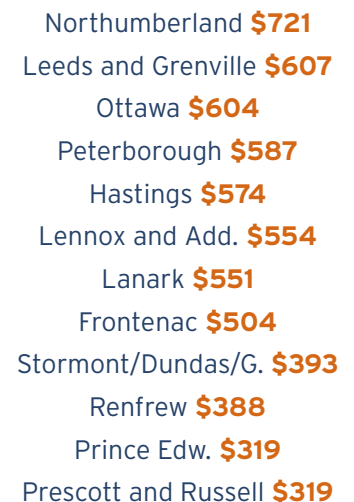 Northumberland $721
Leeds and Grenville $607
Ottawa $604
Peterborough $587
Hastings $574
Lennox and Add. $554
Lanark $551
Frontenac $504
Stormont/Dundas/G. $393
Renfrew $388
Prince Edw. $319
Prescott and Russell $319